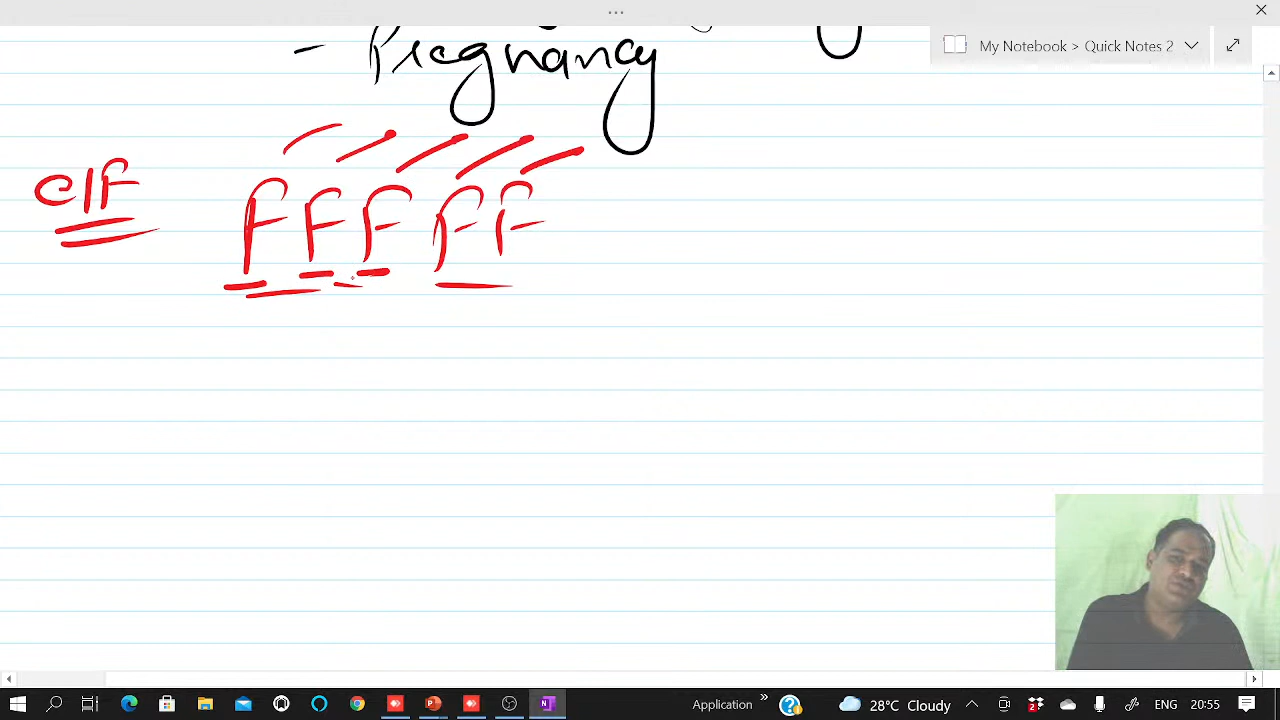 ...
My Notebook > Quick Notes 2
- Pregnancy
C/F F F F F F
Application
28°C Cloudy
ENG
20:55